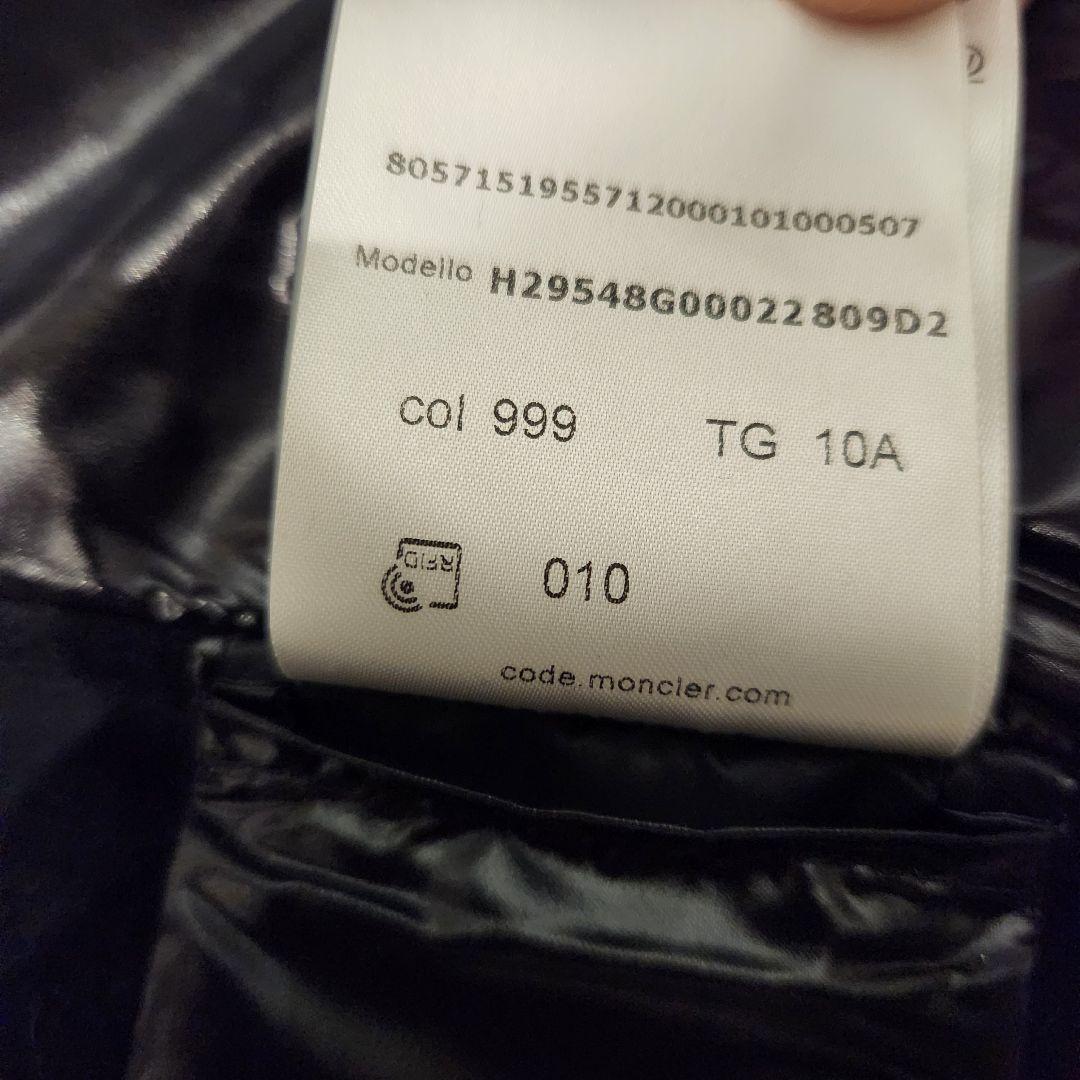 8057151955712000101000507
Modello H29548G00022809D2
col 999 TG 10A
RFID 010
code.moncler.com